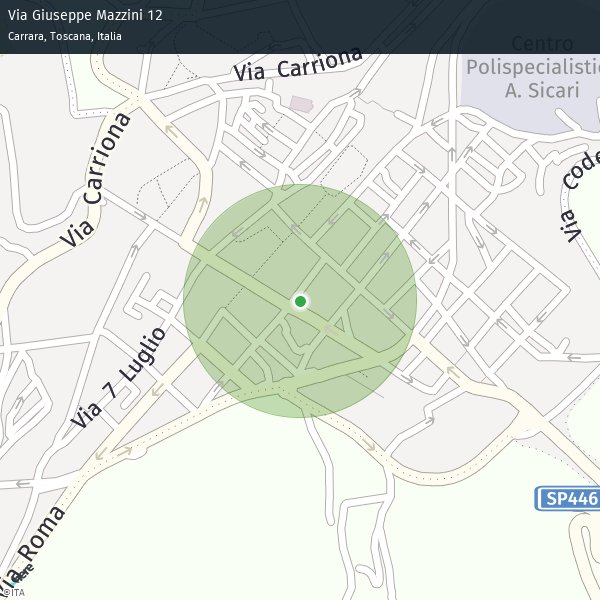 Via Giuseppe Mazzini 12
Carrara, Toscana, Italia
Via Carriona
Centro
Polispecialistic
A. Sicari
Via Carriona
Via Code
Via 7 Luglio
SP446
Via Roma
here
©ITA